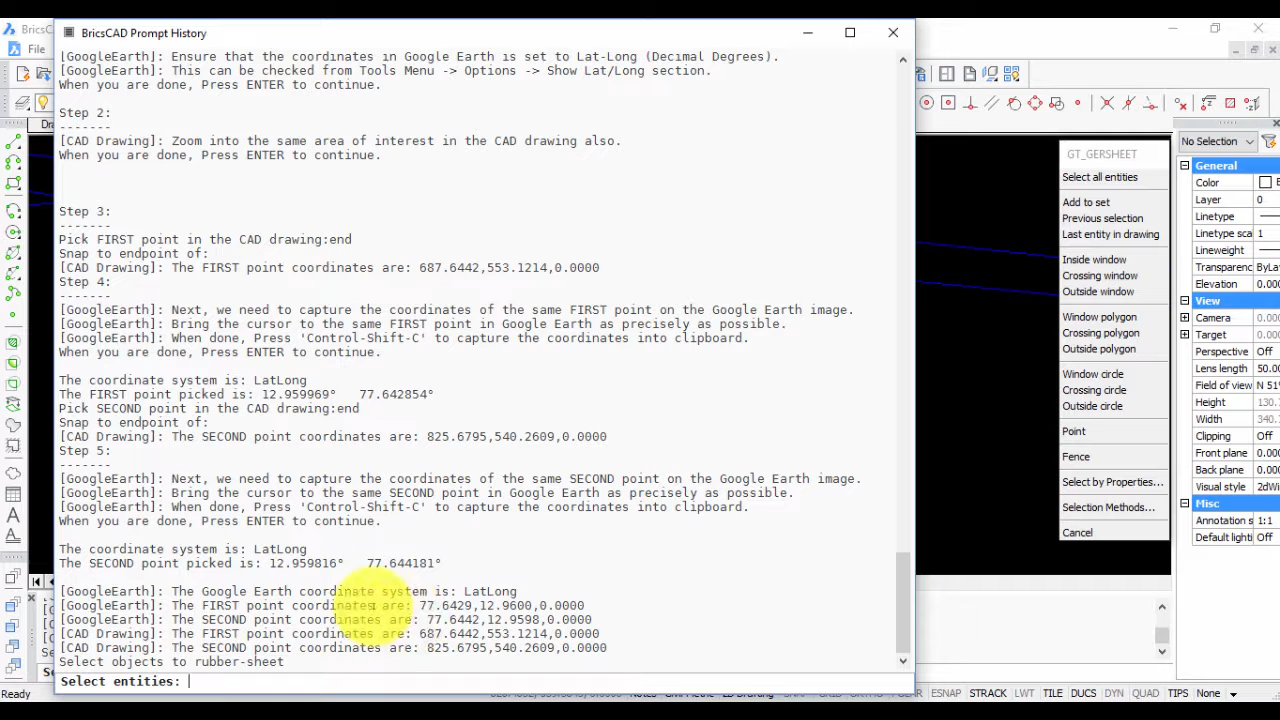 BricsCAD
BricsCAD Prompt History
File
[GoogleEarth]: Ensure that the coordinates in Google Earth is set to Lat-Long (Decimal Degrees).
[GoogleEarth]: This can be checked from Tools Menu -> Options -> Show Lat/Long section.
When you are done, Press ENTER to continue.
Step 2:
-------
[CAD Drawing]: Zoom into the same area of interest in the CAD drawing also.
When you are done, Press ENTER to continue.
Step 3:
-------
Pick FIRST point in the CAD drawing:end
Snap to endpoint of:
[CAD Drawing]: The FIRST point coordinates are: 687.6442,553.1214,0.0000
Step 4:
-------
[GoogleEarth]: Next, we need to capture the coordinates of the same FIRST point on the Google Earth image.
[GoogleEarth]: Bring the cursor to the same FIRST point in Google Earth as precisely as possible.
[GoogleEarth]: When done, Press 'Control-Shift-C' to capture the coordinates into clipboard.
When you are done, Press ENTER to continue.
The coordinate system is: LatLong
The FIRST point picked is: 12.959969° 77.642854°
Pick SECOND point in the CAD drawing:end
Snap to endpoint of:
[CAD Drawing]: The SECOND point coordinates are: 825.6795,540.2609,0.0000
Step 5:
-------
[GoogleEarth]: Next, we need to capture the coordinates of the same SECOND point on the Google Earth image.
[GoogleEarth]: Bring the cursor to the same SECOND point in Google Earth as precisely as possible.
[GoogleEarth]: When done, Press 'Control-Shift-C' to capture the coordinates into clipboard.
When you are done, Press ENTER to continue.
The coordinate system is: LatLong
The SECOND point picked is: 12.959816° 77.644181°
[GoogleEarth]: The Google Earth coordinate system is: LatLong
[GoogleEarth]: The FIRST point coordinates are: 77.6429,12.9600,0.0000
[GoogleEarth]: The SECOND point coordinates are: 77.6442,12.9598,0.0000
[CAD Drawing]: The FIRST point coordinates are: 687.6442,553.1214,0.0000
[CAD Drawing]: The SECOND point coordinates are: 825.6795,540.2609,0.0000
Select objects to rubber-sheet
Select entities:
GT_GERSHEET
Select all entities
Add to set
Previous selection
Last entity in drawing
Inside window
Crossing window
Outside window
Window polygon
Crossing polygon
Outside polygon
Window circle
Crossing circle
Outside circle
Point
Fence
Select by Properties...
Selection Methods...
Cancel
No Selection
General
Color
Layer 0
Linetype
Linetype sca 1
Lineweight
Transparenc ByLa
Elevation 0.00
View
Camera 0.00
Target 0.00
Perspective Off
Lens length 50.00
Field of view N 51°
Height 130.
Width 340.
Clipping Off
Front plane 0.00
Back plane 0.00
Visual style 2dWi
Misc
Annotation s 1:1
Default lighti Off
Ready
ESNAP STRACK LWT TILE DUCS DYN QUAD TIPS None